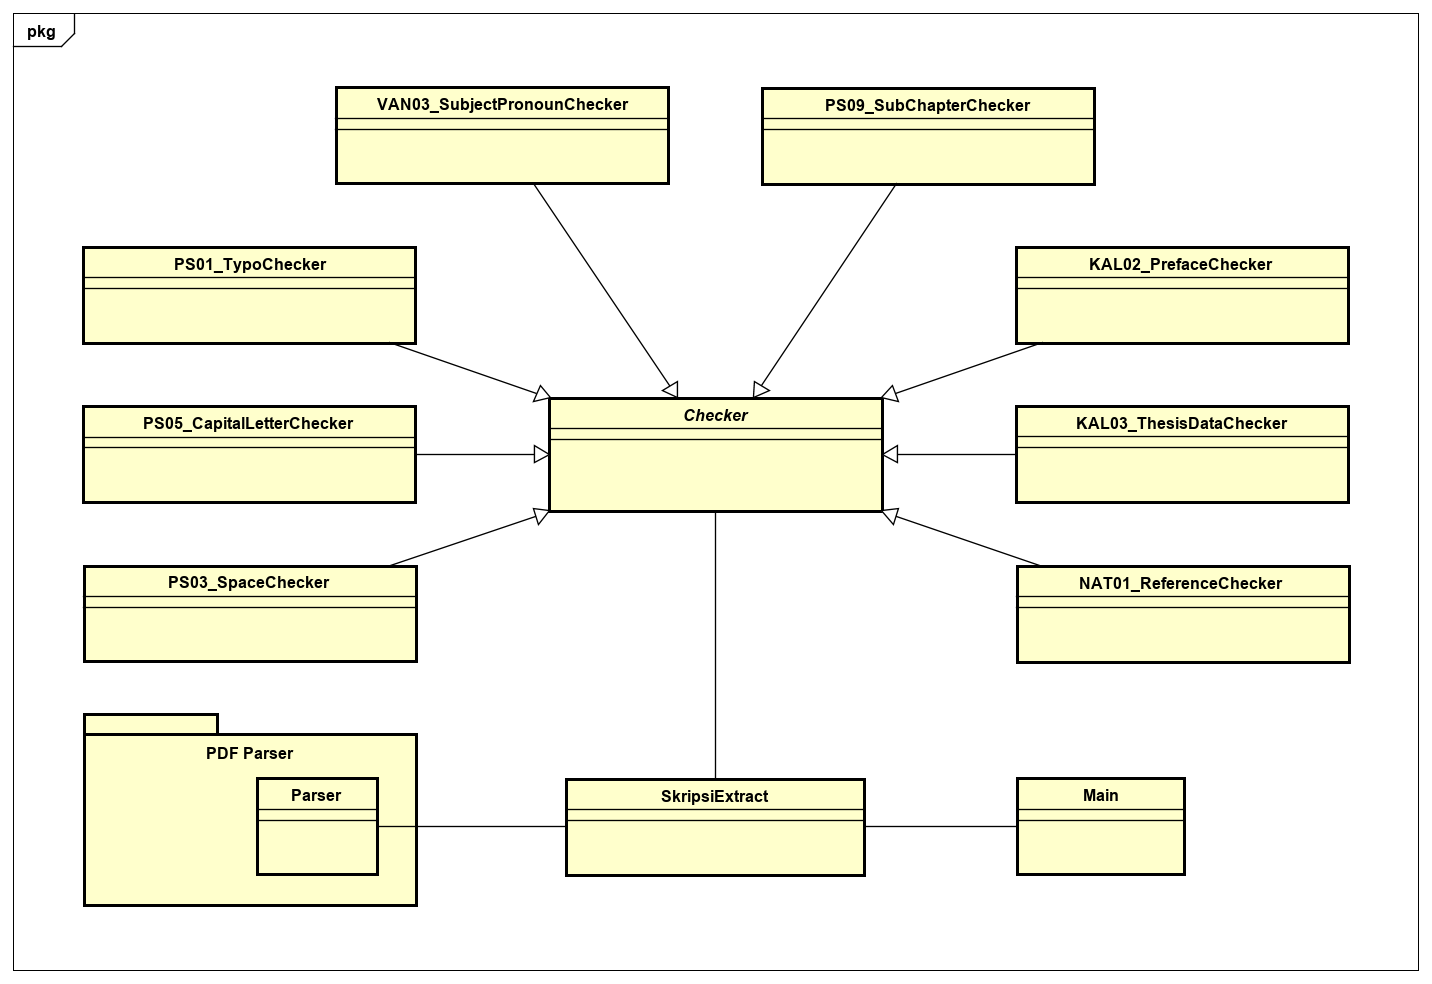 pkg
VAN03_SubjectPronounChecker
PS09_SubChapterChecker
PS01_TypoChecker
KAL02_PrefaceChecker
Checker
PS05_CapitalLetterChecker
KAL03_ThesisDataChecker
PS03_SpaceChecker
NAT01_ReferenceChecker
PDF Parser
Parser
SkripsiExtract
Main